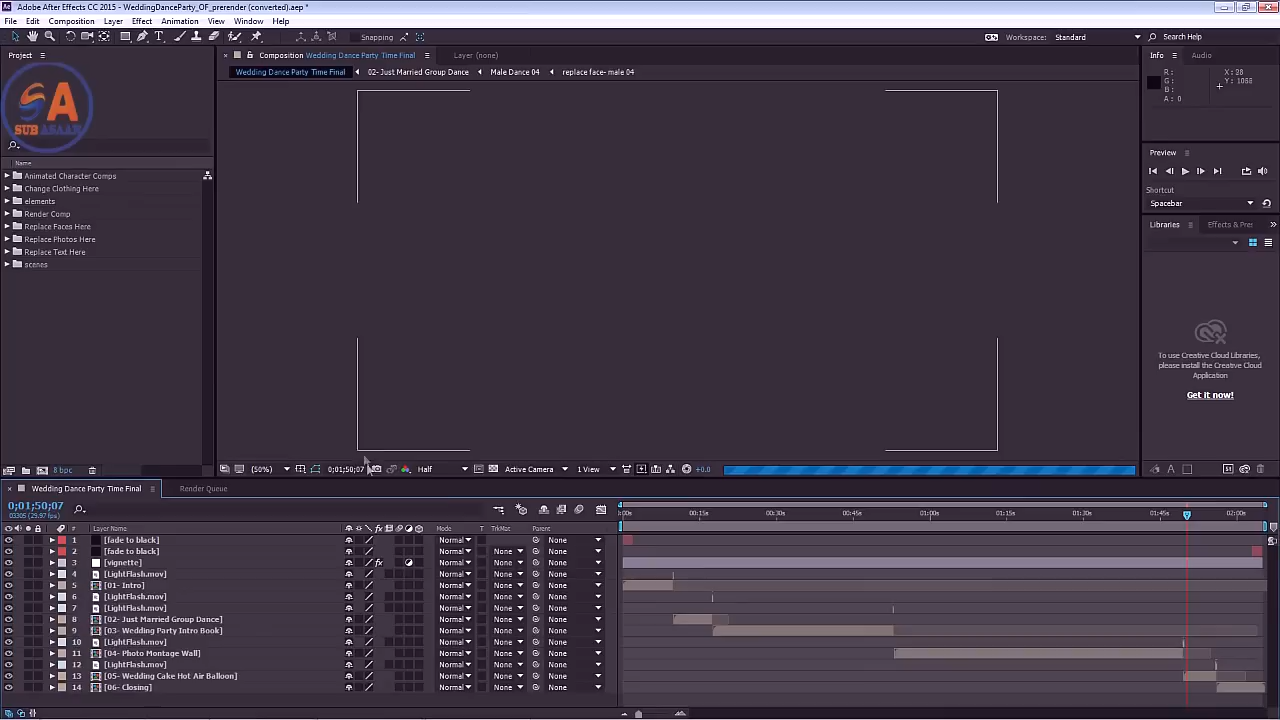 Adobe After Effects CC 2015 - WeddingDanceParty_OF_prerender (converted).aep *
File Edit Composition Layer Effect Animation View Window Help
Snapping
Workspace: Standard
Search Help
Project
Composition Wedding Dance Party Time Final
Layer (none)
Info Audio
Wedding Dance Party Time Final
02- Just Married Group Dance
Male Dance 04
replace face- male 04
R :
G :
B :
A : 0
X : 28
Y : 1056
SA
SUB ASAAN
Name
Animated Character Comps
Change Clothing Here
elements
Render Comp
Replace Faces Here
Replace Photos Here
Replace Text Here
scenes
Preview
Shortcut
Spacebar
Libraries
Effects & Pre
To use Creative Cloud Libraries,
please install the Creative Cloud
Application
Get it now!
8 bpc
(50%)
0;01;50;07
Half
Active Camera
1 View
+0.0
Wedding Dance Party Time Final
Render Queue
0;01;50;07
03305 (29.97 fps)
:00s 00:15s 00:30s 00:45s 01:00s 01:15s 01:30s 01:45s 02:00s
# Layer Name Mode T TrkMat Parent
1 [fade to black] Normal None
2 [fade to black] Normal None None
3 [vignette] Normal None None
4 [LightFlash.mov] Normal None None
5 [01- Intro] Normal None None
6 [LightFlash.mov] Normal None None
7 [LightFlash.mov] Normal None None
8 [02- Just Married Group Dance] Normal None None
9 [03- Wedding Party Intro Book] Normal None None
10 [LightFlash.mov] Normal None None
11 [04- Photo Montage Wall] Normal None None
12 [LightFlash.mov] Normal None None
13 [05- Wedding Cake Hot Air Balloon] Normal None None
14 [06- Closing] Normal None None